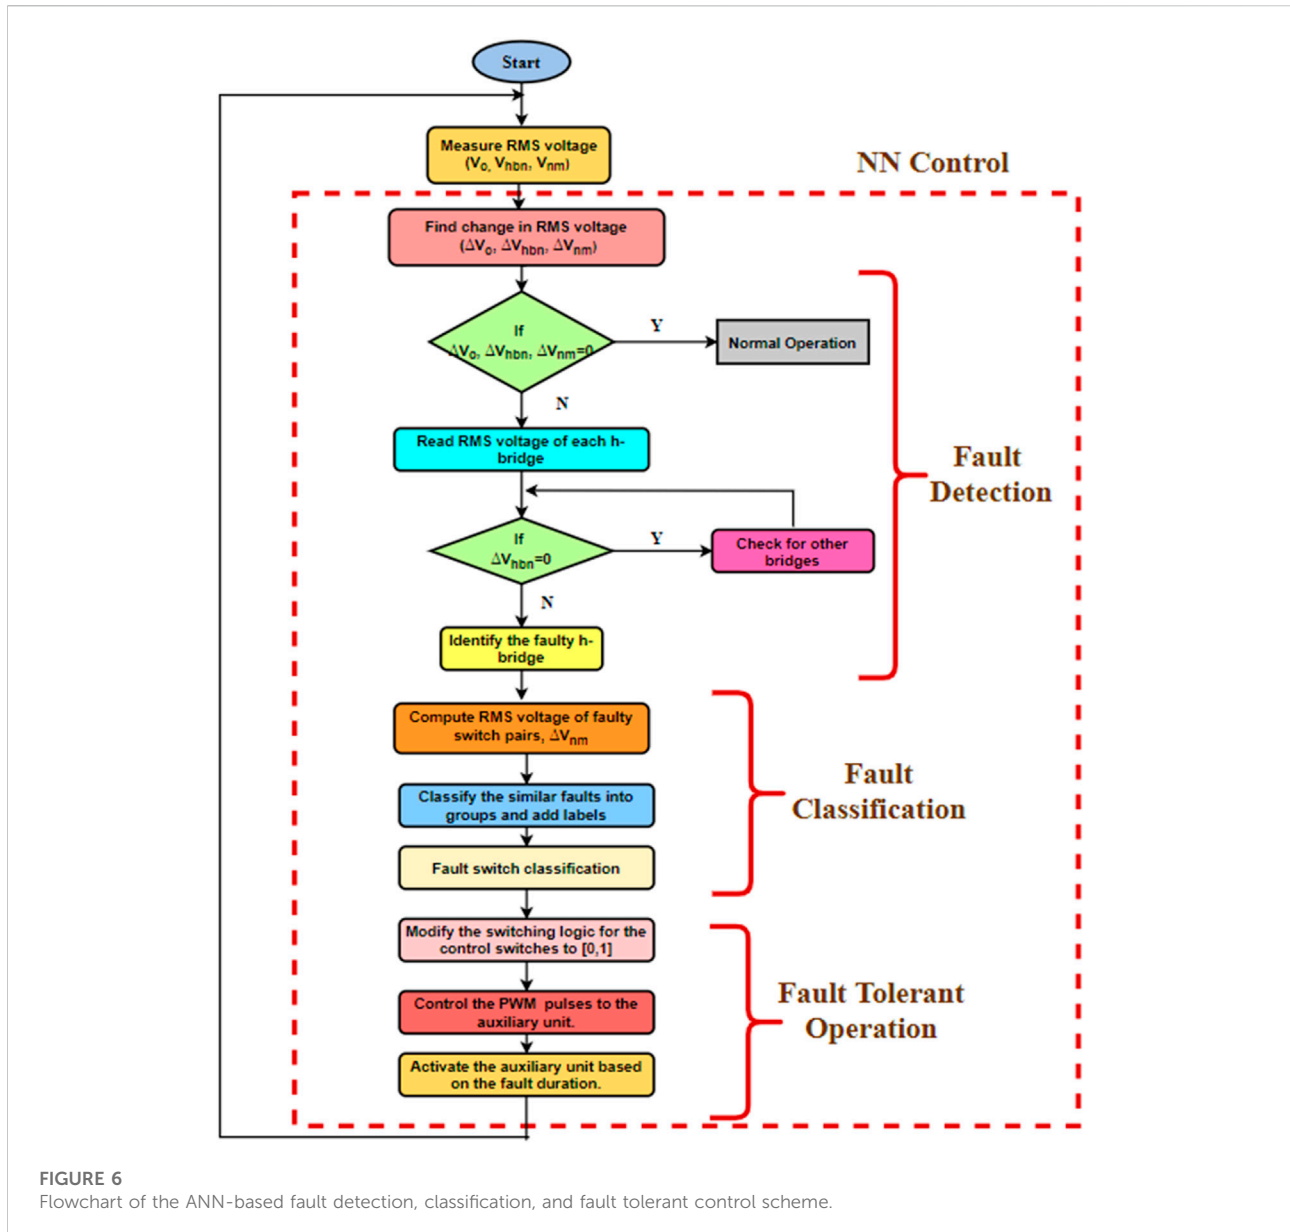 Start
Measure RMS voltage
(Vo, Vhbn, Vnm)
NN Control
Find change in RMS voltage
(ΔVo, ΔVhbn, ΔVnm)
If
ΔVo, ΔVhbn, ΔVnm=0
Y
Normal Operation
N
Read RMS voltage of each h-
bridge
Fault
Detection
If
ΔVhbn=0
Y
Check for other
bridges
N
Identify the faulty h-
bridge
Compute RMS voltage of faulty
switch pairs, ΔVnm
Classify the similar faults into
groups and add labels
Fault
Classification
Fault switch classification
Modify the switching logic for the
control switches to [0,1]
Control the PWM pulses to the
auxiliary unit.
Fault Tolerant
Operation
Activate the auxiliary unit based
on the fault duration.
FIGURE 6
Flowchart of the ANN-based fault detection, classification, and fault tolerant control scheme.